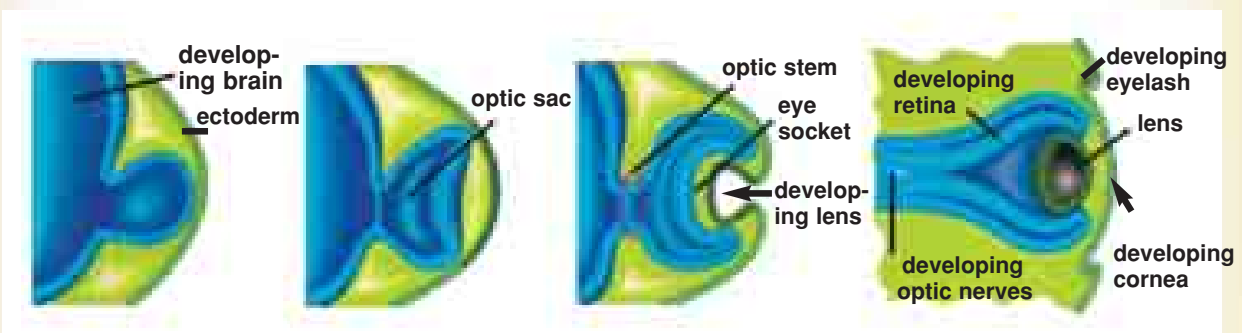 develop-
ing brain
ectoderm
optic sac
optic stem
eye
socket
develop-
ing lens
developing
retina
developing
eyelash
lens
developing
optic nerves
developing
cornea